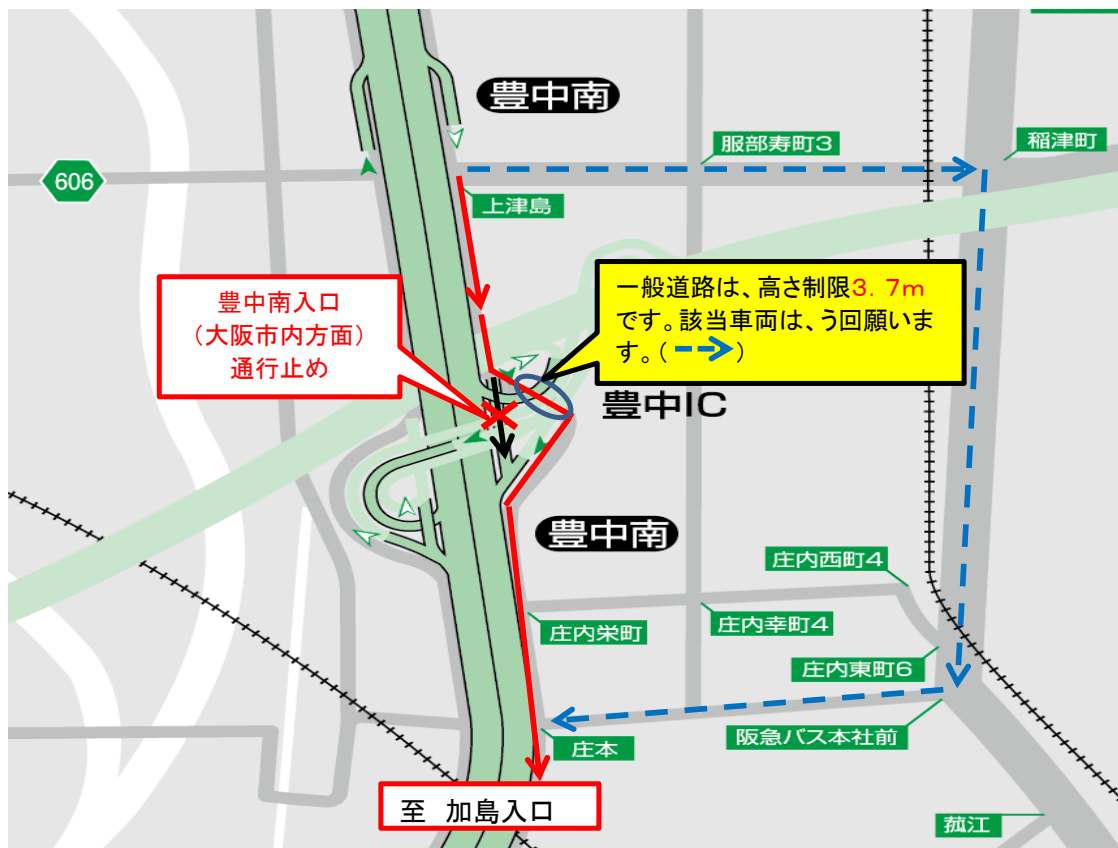 豊中南
服部寿町3
稲津町
606
上津島
豊中南入口
(大阪市内方面)
通行止め
一般道路は、高さ制限3.7m
です。該当車両は、う回願いま
す。( )
豊中IC
豊中南
庄内西町4
庄内栄町
庄内幸町4
庄内東町6
庄本
阪急バス本社前
至 加島入口
菰江